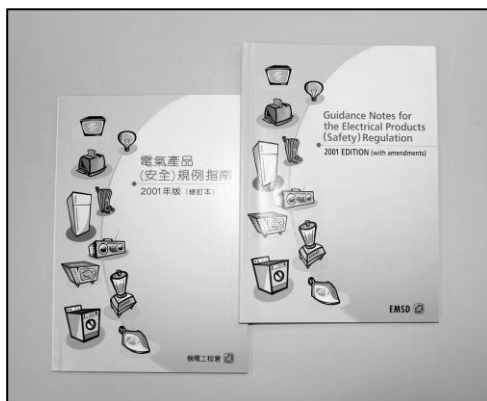 電氣產品
(安全)規例指南
2001年版 (修訂本)
機電工程署
Guidance Notes for
the Electrical Products
(Safety) Regulation
2001 EDITION (with amendments)
EMSD